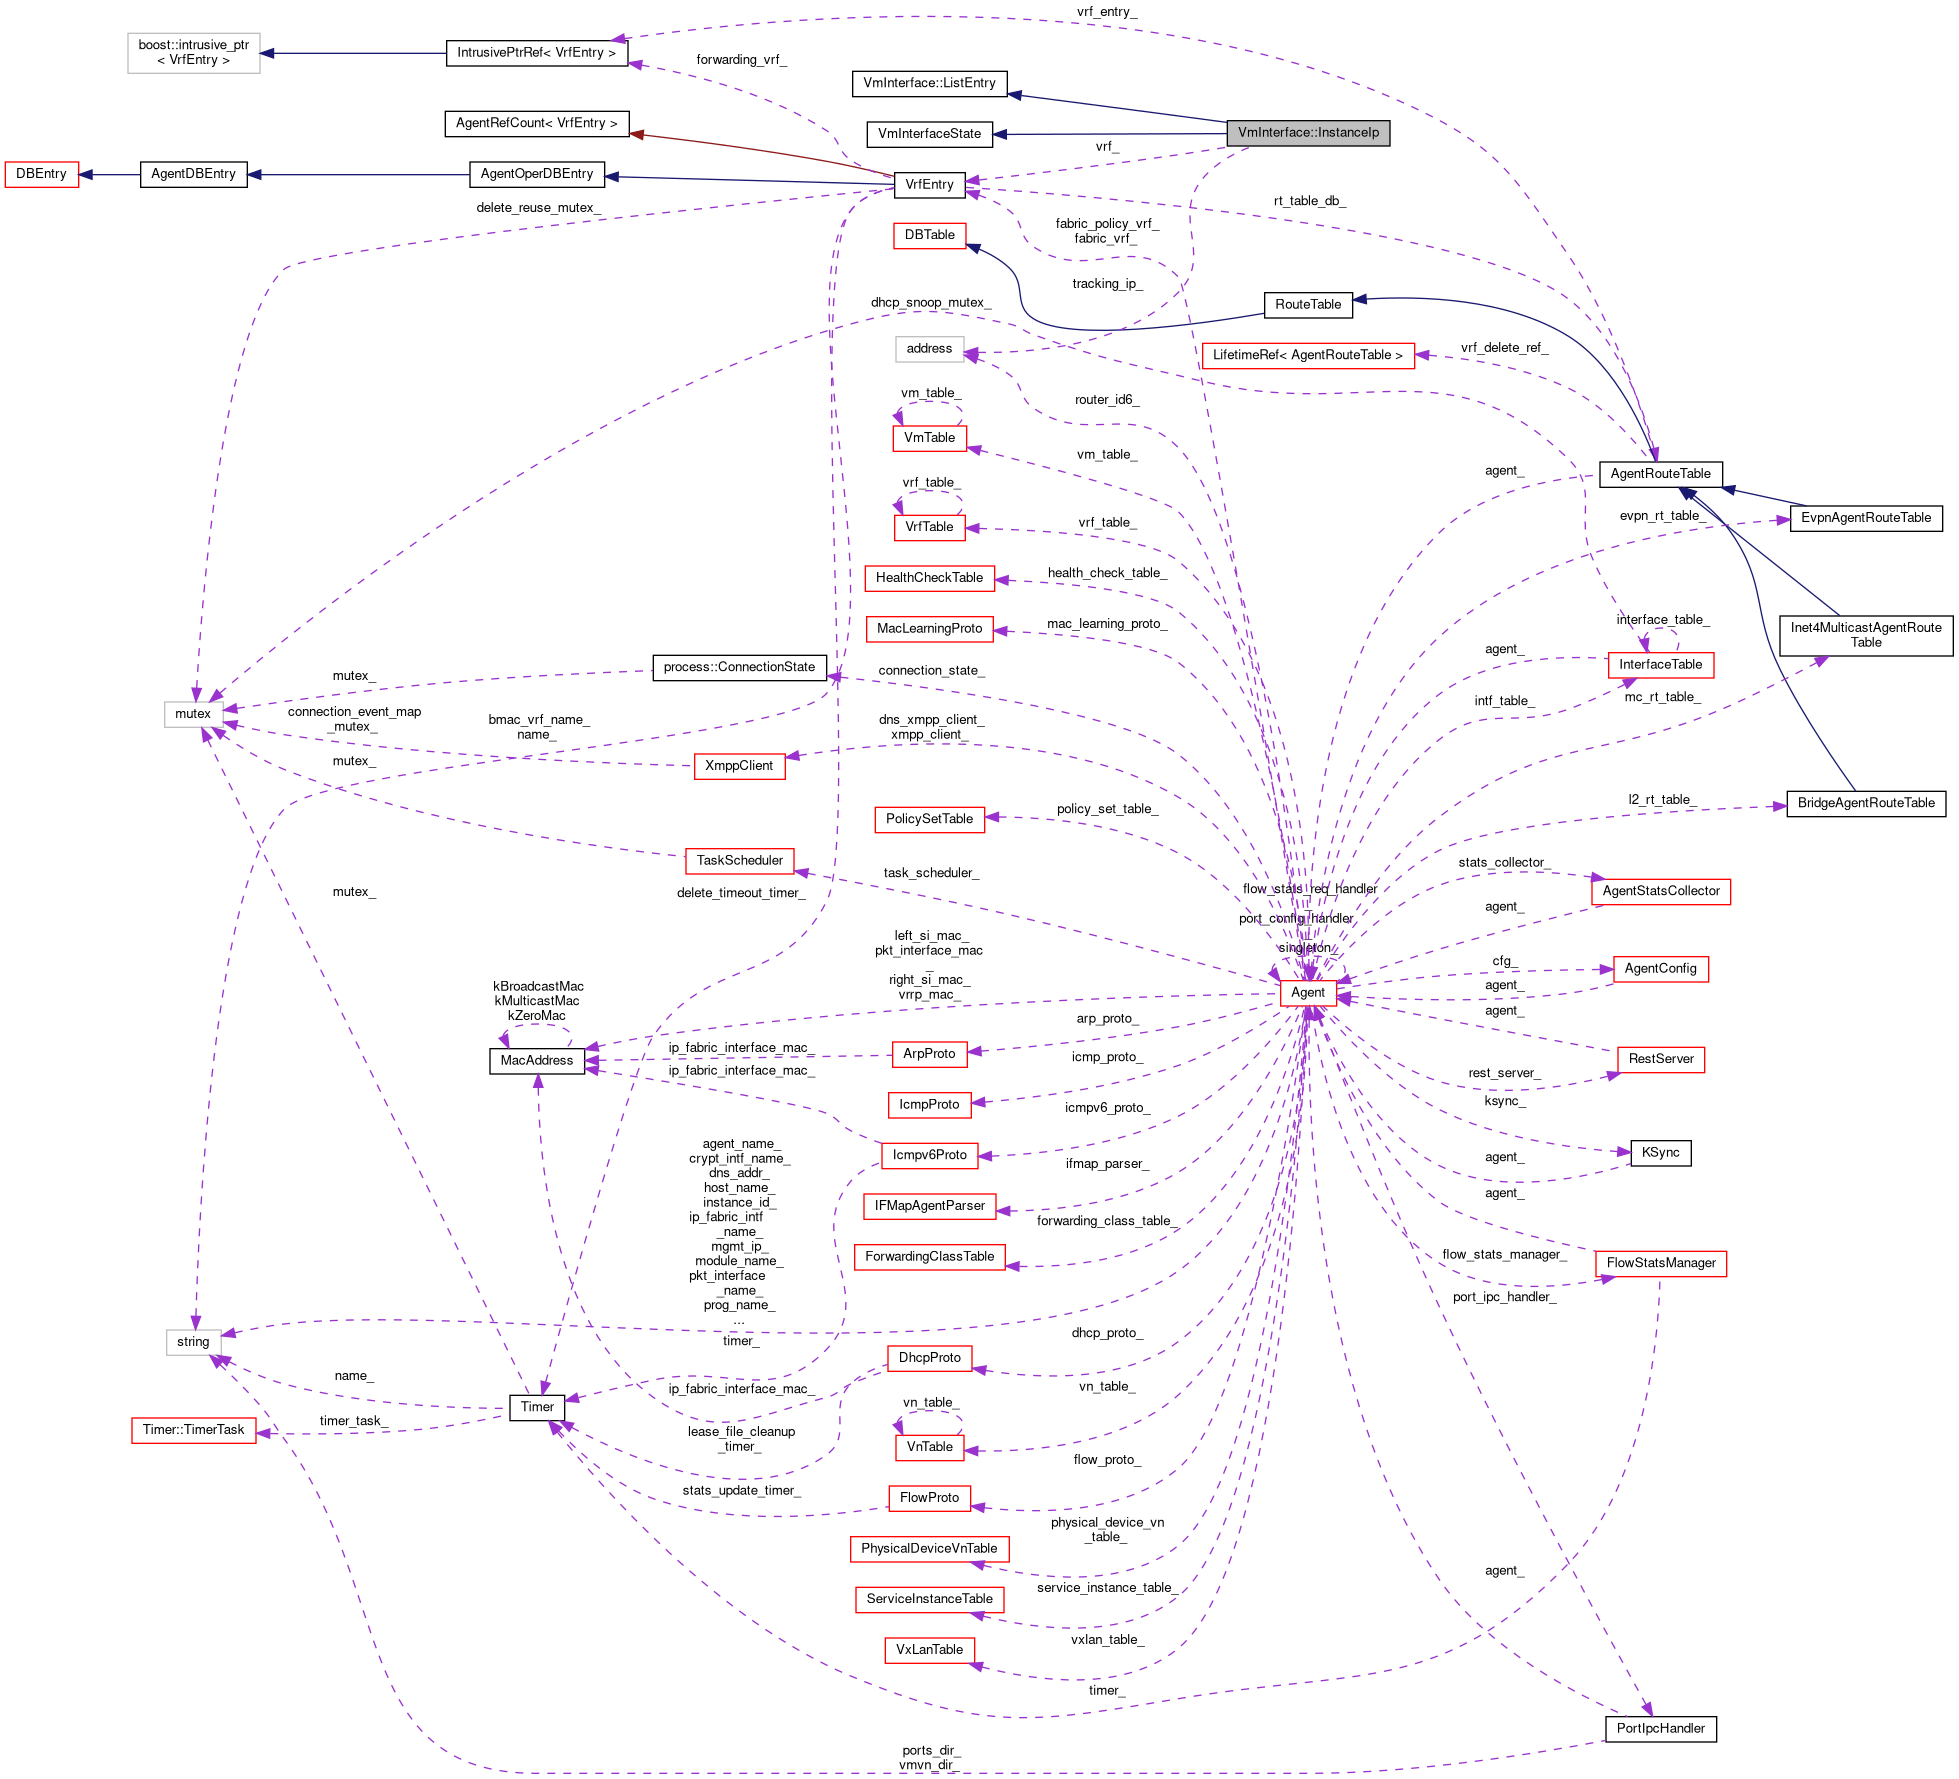 vrf_entry_
boost::intrusive_ptr
< VrfEntry >
IntrusivePtrRef< VrfEntry >
forwarding_vrf_
VmInterface::ListEntry
AgentRefCount< VrfEntry >
VmInterfaceState
VmInterface::InstanceIp
vrf_
DBEntry
AgentDBEntry
AgentOperDBEntry
VrfEntry
delete_reuse_mutex_
rt_table_db_
fabric_policy_vrf_
fabric_vrf_
DBTable
tracking_ip_
dhcp_snoop_mutex_
RouteTable
address
LifetimeRef< AgentRouteTable >
vrf_delete_ref_
vm_table_
router_id6_
VmTable
vm_table_
agent_
AgentRouteTable
vrf_table_
VrfTable
vrf_table_
evpn_rt_table_
EvpnAgentRouteTable
HealthCheckTable
health_check_table_
MacLearningProto
mac_learning_proto_
interface_table_
Inet4MulticastAgentRoute
Table
process::ConnectionState
connection_state_
agent_
InterfaceTable
mutex_
mutex
connection_event_map
_mutex_
bmac_vrf_name_
name_
dns_xmpp_client_
xmpp_client_
intf_table_
mc_rt_table_
mutex_
XmppClient
PolicySetTable
policy_set_table_
l2_rt_table_
BridgeAgentRouteTable
TaskScheduler
task_scheduler_
stats_collector_
AgentStatsCollector
mutex_
delete_timeout_timer_
flow_stats_req_handler
_
port_config_handler
_
singleton_
agent_
left_si_mac_
pkt_interface_mac
_
right_si_mac_
vrrp_mac_
cfg_
AgentConfig
agent_
Agent
kBroadcastMac
kMulticastMac
kZeroMac
arp_proto_
agent_
MacAddress
ip_fabric_interface_mac_
ArpProto
icmp_proto_
RestServer
ip_fabric_interface_mac_
rest_server_
IcmpProto
icmpv6_proto_
ksync_
agent_name_
crypt_intf_name_
dns_addr_
host_name_
instance_id_
ip_fabric_intf
_name_
mgmt_ip_
module_name_
pkt_interface
_name_
prog_name_
...
Icmpv6Proto
ifmap_parser_
agent_
KSync
IFMapAgentParser
agent_
forwarding_class_table_
ForwardingClassTable
flow_stats_manager_
FlowStatsManager
port_ipc_handler_
string
timer_
dhcp_proto_
DhcpProto
name_
ip_fabric_interface_mac_
vn_table_
Timer
vn_table_
Timer::TimerTask
timer_task_
lease_file_cleanup
_timer_
VnTable
flow_proto_
stats_update_timer_
FlowProto
physical_device_vn
_table_
PhysicalDeviceVnTable
agent_
service_instance_table_
ServiceInstanceTable
VxLanTable
vxlan_table_
timer_
PortIpcHandler
ports_dir_
vmvn_dir_